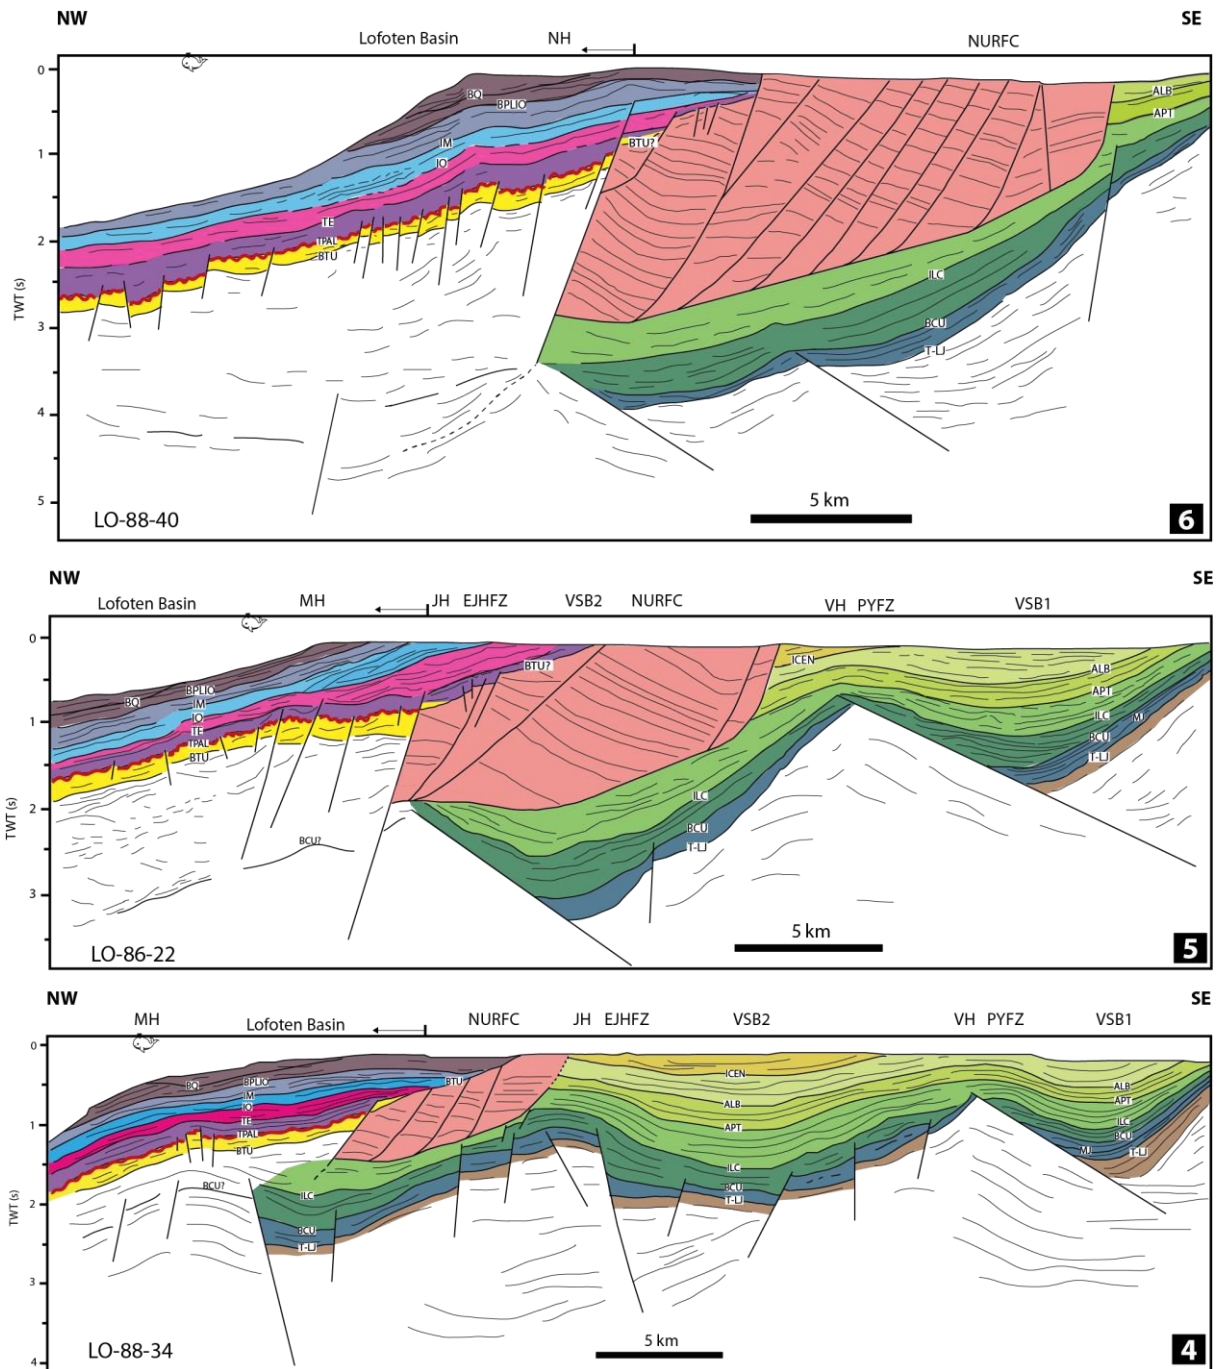 NW SE
Lofoten Basin NH NURFC
0
BQ
BPLIO
ALB
APT
1
IM
BTU?
IO
TE
2
TPAL
BTU
ILC
TWT (s)
3
BCU
T-LJ
4
5
5 km
LO-88-40
6
NW SE
Lofoten Basin MH JH EJHFZ VSB2 NURFC VH PYFZ VSB1
0
ICEN
BTU?
ALB
BPLIO
APT
BQ
IM
IO
ILC
MJ
1
TE
BCU
TPAL
BTU
T-LJ
ILC
2
TWT (s)
BCU
BCU?
T-LJ
3
5 km
LO-86-22
5
NW SE
MH Lofoten Basin NURFC JH EJHFZ VSB2 VH PYFZ VSB1
0
ICEN
BQ
BPLIO
BTU
ALB
IM
APT
IO
ALB
TE
1
ILC
TPAL
APT
BCU
BTU
MJ
T-LJ
ILC
BCU?
BCU
ILC
T-LJ
2
TWT (s)
BCU
T-LJ
3
5 km
LO-88-34
4
4